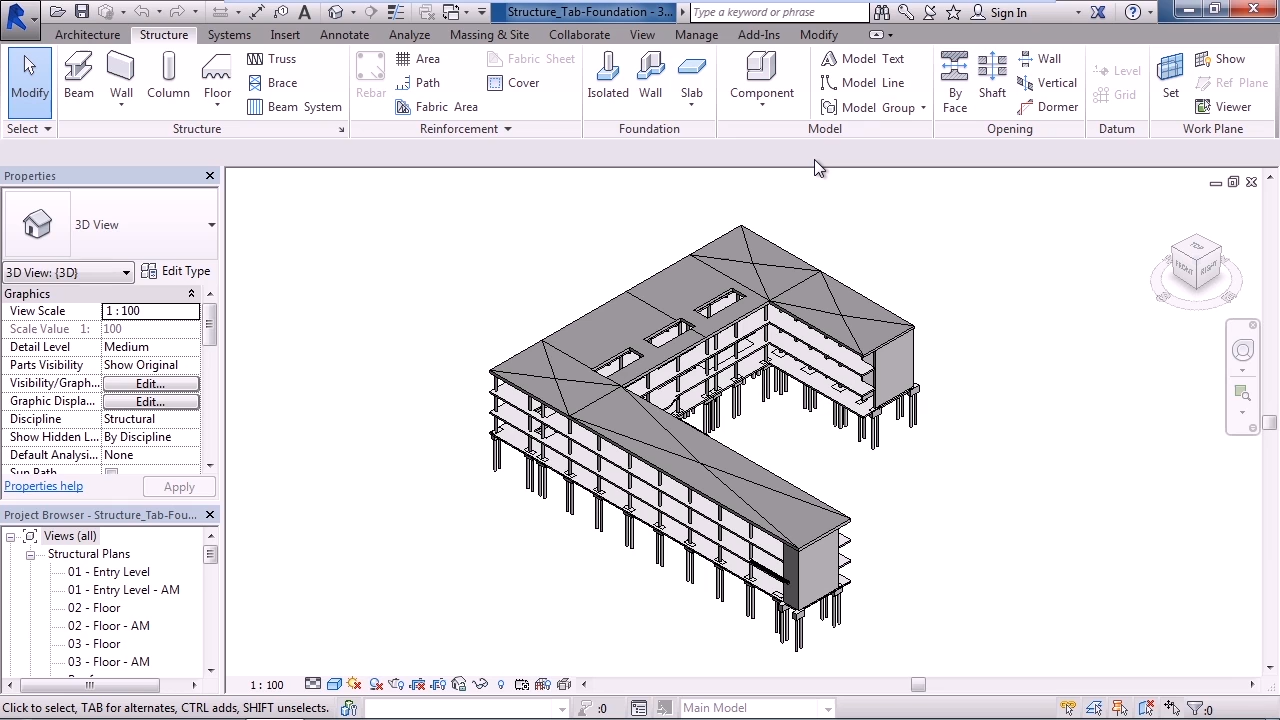 Structure_Tab-Foundation - 3...
Type a keyword or phrase
Sign In
Architecture Structure Systems Insert Annotate Analyze Massing & Site Collaborate View Manage Add-Ins Modify
Modify
Beam
Wall
Column
Floor
Truss
Brace
Beam System
Rebar
Area
Path
Fabric Area
Fabric Sheet
Cover
Isolated
Wall
Slab
Component
Model Text
Model Line
Model Group
By
Face
Shaft
Wall
Vertical
Dormer
Level
Grid
Set
Show
Ref Plane
Viewer
Select
Structure
Reinforcement
Foundation
Model
Opening
Datum
Work Plane
Properties
3D View
3D View: {3D}
Edit Type
Graphics
View Scale 1 : 100
Scale Value 1: 100
Detail Level Medium
Parts Visibility Show Original
Visibility/Graph... Edit...
Graphic Displa... Edit...
Discipline Structural
Show Hidden L... By Discipline
Default Analysi... None
Sun Path
Properties help
Apply
Project Browser - Structure_Tab-Fou...
Views (all)
Structural Plans
01 - Entry Level
01 - Entry Level - AM
02 - Floor
02 - Floor - AM
03 - Floor
03 - Floor - AM
TOP
FRONT
RIGHT
1 : 100
Click to select, TAB for alternates, CTRL adds, SHIFT unselects.
:0
Main Model
:0